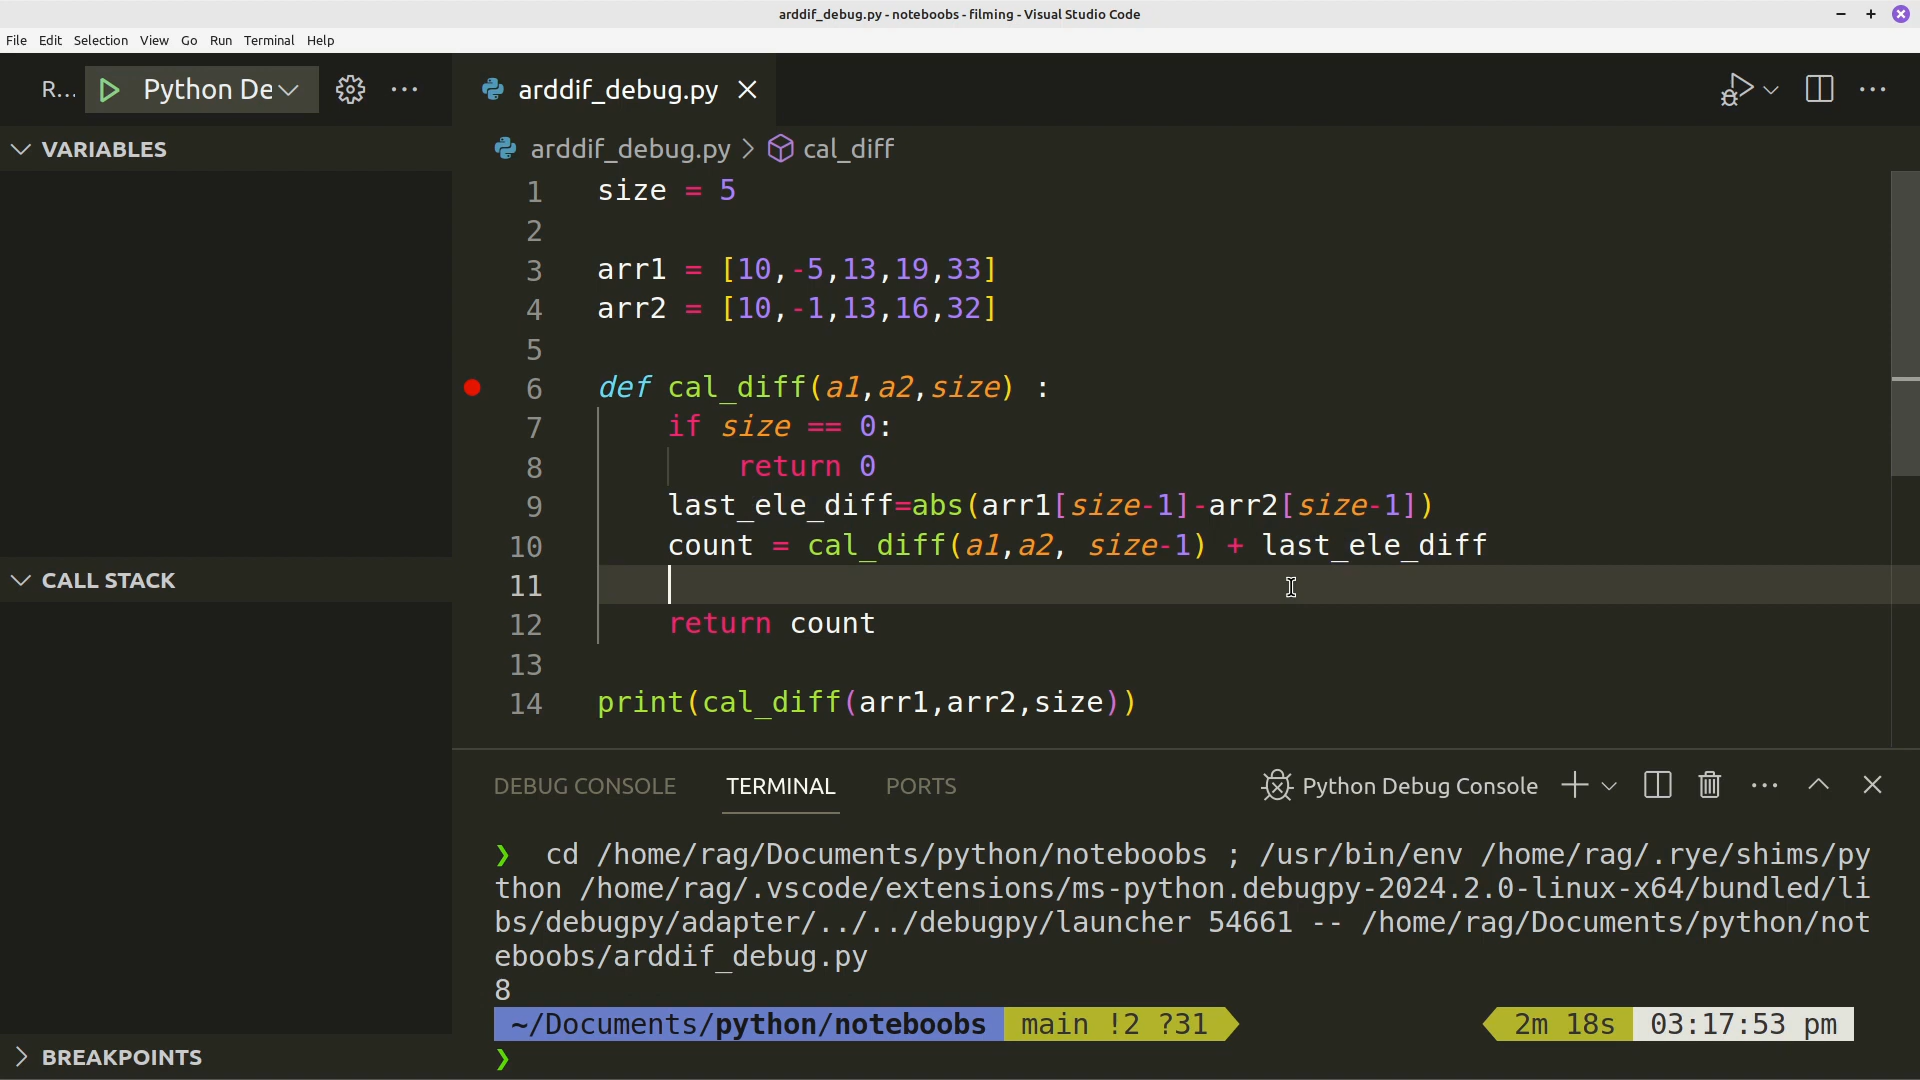 arddif_debug.py - noteboobs - filming - Visual Studio Code
File Edit Selection View Go Run Terminal Help
R... Python De
arddif_debug.py
VARIABLES
arddif_debug.py > cal_diff
1 size = 5
2
3 arr1 = [10,-5,13,19,33]
4 arr2 = [10,-1,13,16,32]
5
6 def cal_diff(a1,a2,size) :
7 if size == 0:
8 return 0
9 last_ele_diff=abs(arr1[size-1]-arr2[size-1])
10 count = cal_diff(a1,a2, size-1) + last_ele_diff
11
12 return count
13
14 print(cal_diff(arr1,arr2,size))
CALL STACK
BREAKPOINTS
DEBUG CONSOLE TERMINAL PORTS Python Debug Console
❯ cd /home/rag/Documents/python/noteboobs ; /usr/bin/env /home/rag/.rye/shims/py
thon /home/rag/.vscode/extensions/ms-python.debugpy-2024.2.0-linux-x64/bundled/li
bs/debugpy/adapter/../../debugpy/launcher 54661 -- /home/rag/Documents/python/not
eboobs/arddif_debug.py
8
~/Documents/python/noteboobs main !2 ?31 2m 18s 03:17:53 pm
❯